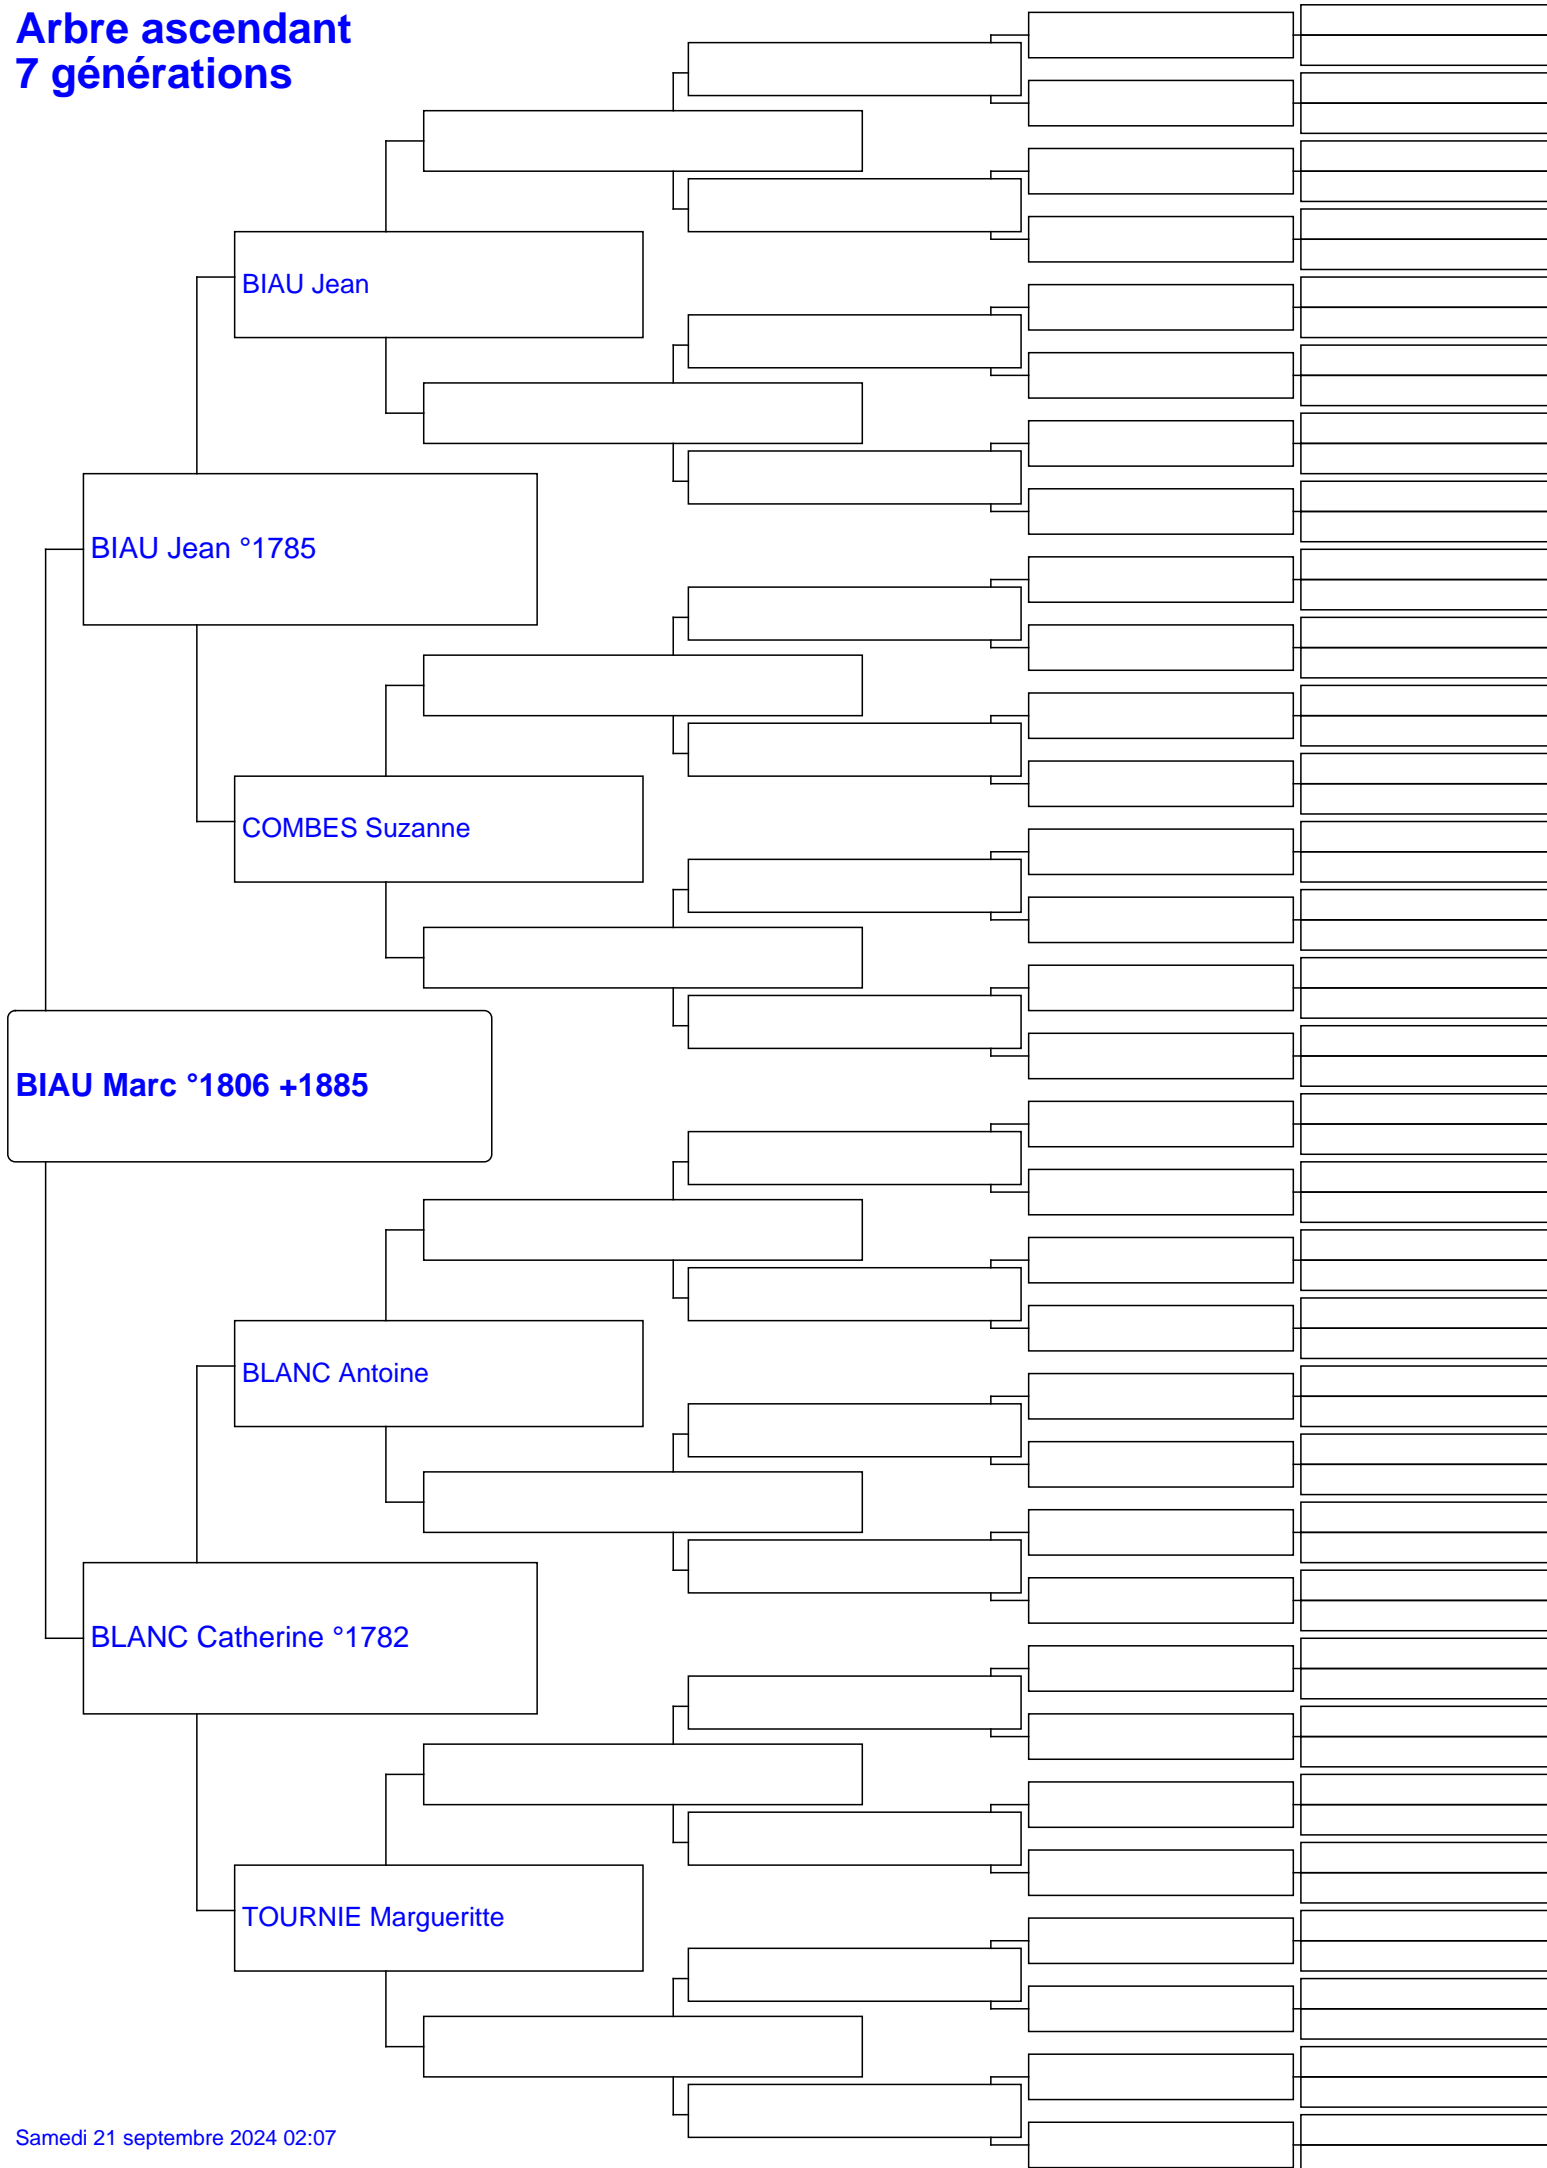 Arbre ascendant
7 générations
BIAU Jean
BIAU Jean °1785
COMBES Suzanne
BIAU Marc °1806 +1885
BLANC Antoine
BLANC Catherine °1782
TOURNIE Margueritte
Samedi 21 septembre 2024 02:07